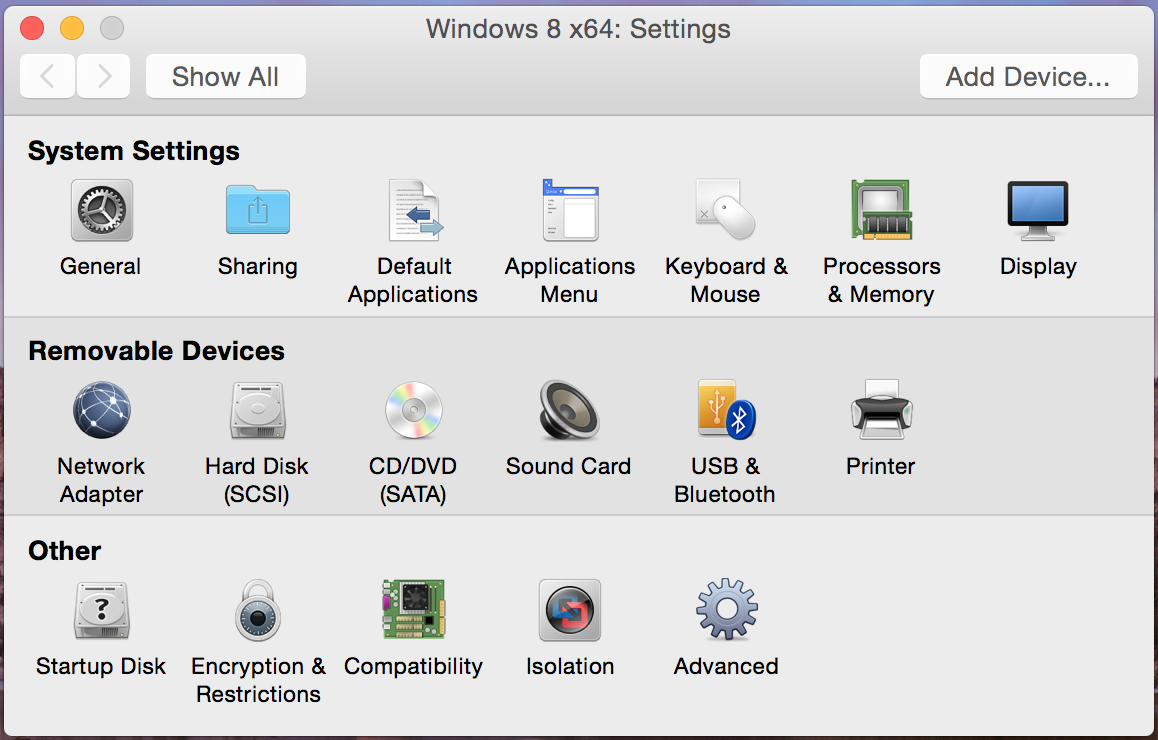 Windows 8 x64: Settings
Show All
Add Device...
System Settings
General
Sharing
Default
Applications
Applications
Menu
Keyboard &
Mouse
Processors
& Memory
Display
Removable Devices
Network
Adapter
Hard Disk
(SCSI)
CD/DVD
(SATA)
Sound Card
USB &
Bluetooth
Printer
Other
Startup Disk
Encryption &
Restrictions
Compatibility
Isolation
Advanced